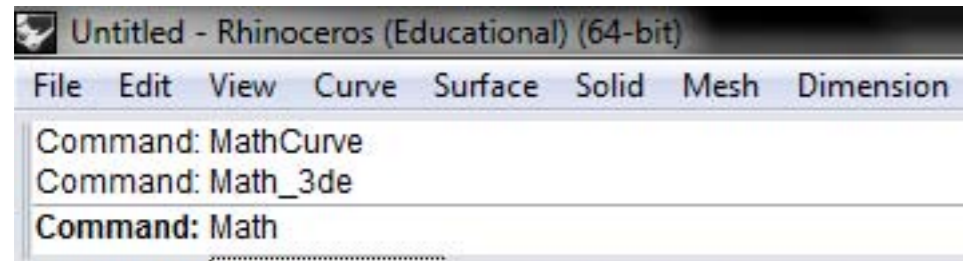 Untitled - Rhinoceros (Educational) (64-bit)
File Edit View Curve Surface Solid Mesh Dimension
Command: MathCurve
Command: Math_3de
Command: Math